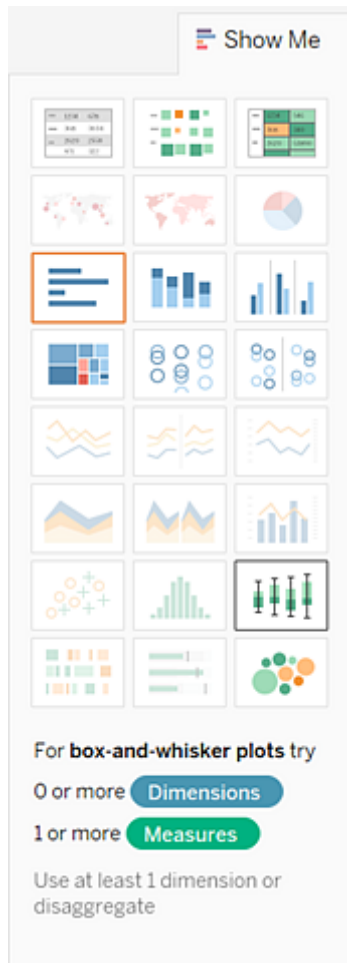 Show Me
For box-and-whisker plots try
0 or more Dimensions
1 or more Measures
Use at least 1 dimension or
disaggregate